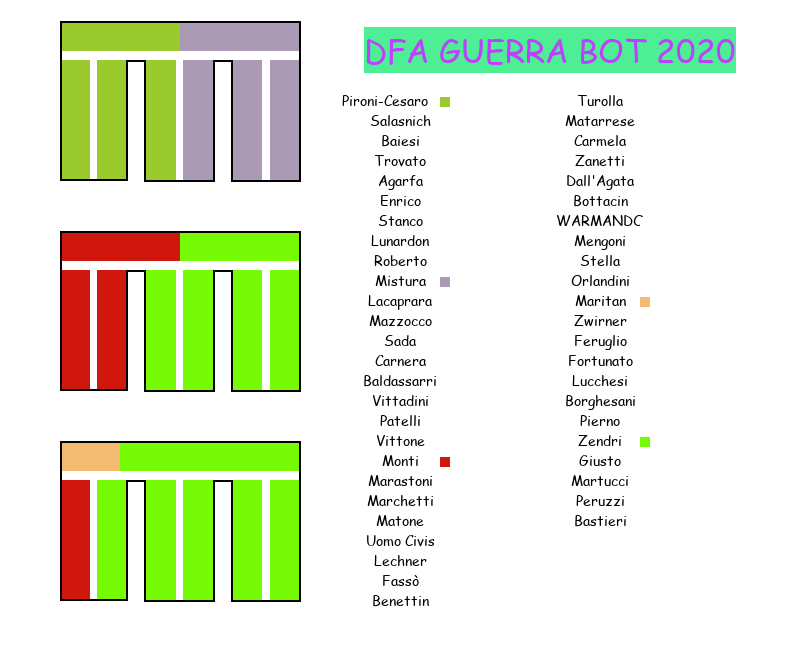 DFA GUERRA BOT 2020
Pironi-Cesaro
Salasnich
Baiesi
Trovato
Agarfa
Enrico
Stanco
Lunardon
Roberto
Mistura
Lacaprara
Mazzocco
Sada
Carnera
Baldassarri
Vittadini
Patelli
Vittone
Monti
Marastoni
Marchetti
Matone
Uomo Civis
Lechner
Fassò
Benettin
Turolla
Matarrese
Carmela
Zanetti
Dall'Agata
Bottacin
WARMANDC
Mengoni
Stella
Orlandini
Maritan
Zwirner
Feruglio
Fortunato
Lucchesi
Borghesani
Pierno
Zendri
Giusto
Martucci
Peruzzi
Bastieri